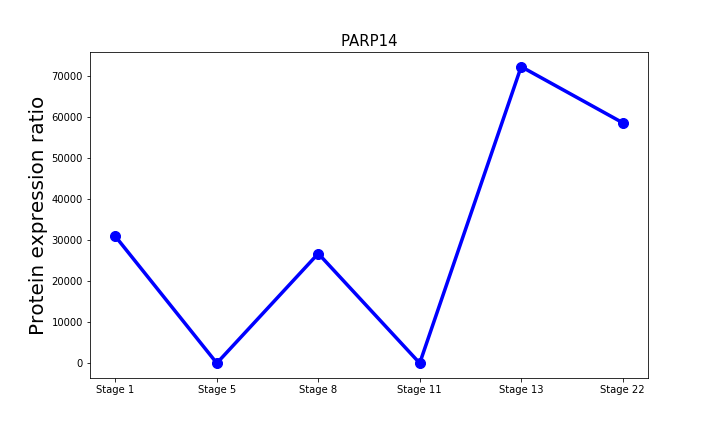 PARP14
Protein expression ratio
70000
60000
50000
40000
30000
20000
10000
0
Stage 1
Stage 5
Stage 8
Stage 11
Stage 13
Stage 22